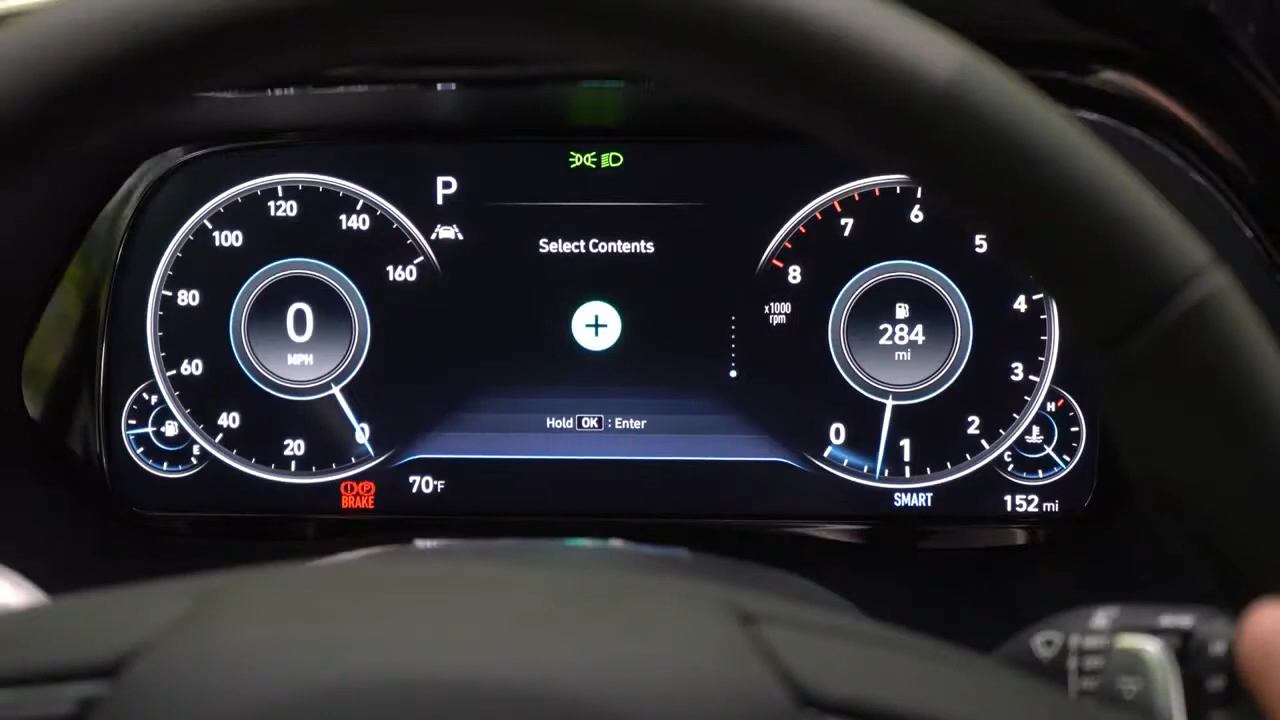 P
Select Contents
Hold OK : Enter
0
MPH
0
20
40
60
80
100
120
140
160
F
E
BRAKE
70°F
x1000
rpm
0
1
2
3
4
5
6
7
8
284
mi
H
C
SMART
152 mi